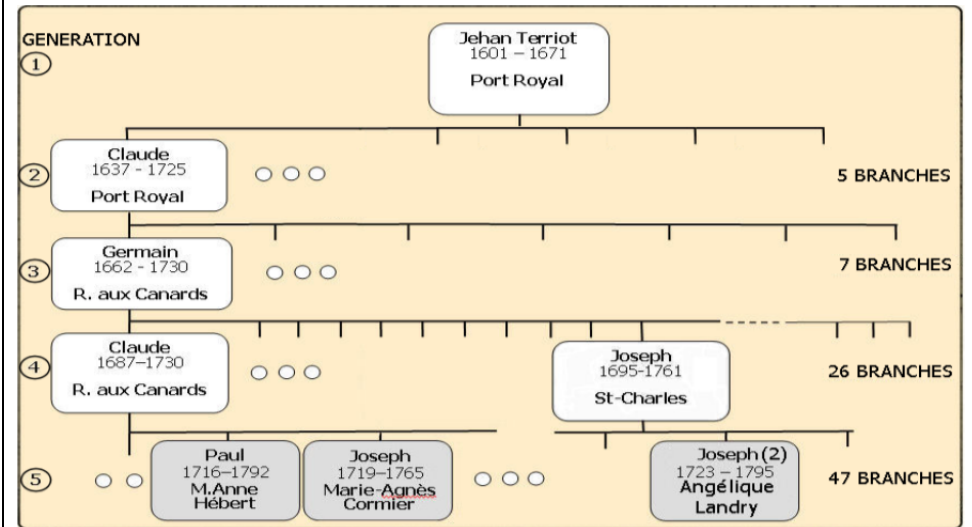 GENERATION
1
Jehan Terriot
1601 – 1671
Port Royal
2
Claude
1637 - 1725
Port Royal
5 BRANCHES
3
Germain
1662 - 1730
R. aux Canards
7 BRANCHES
4
Claude
1687–1730
R. aux Canards
Joseph
1695-1761
St-Charles
26 BRANCHES
5
Paul
1716–1792
M.Anne
Hébert
Joseph
1719–1765
Marie-Agnès
Cormier
Joseph (2)
1723 – 1795
Angélique
Landry
47 BRANCHES